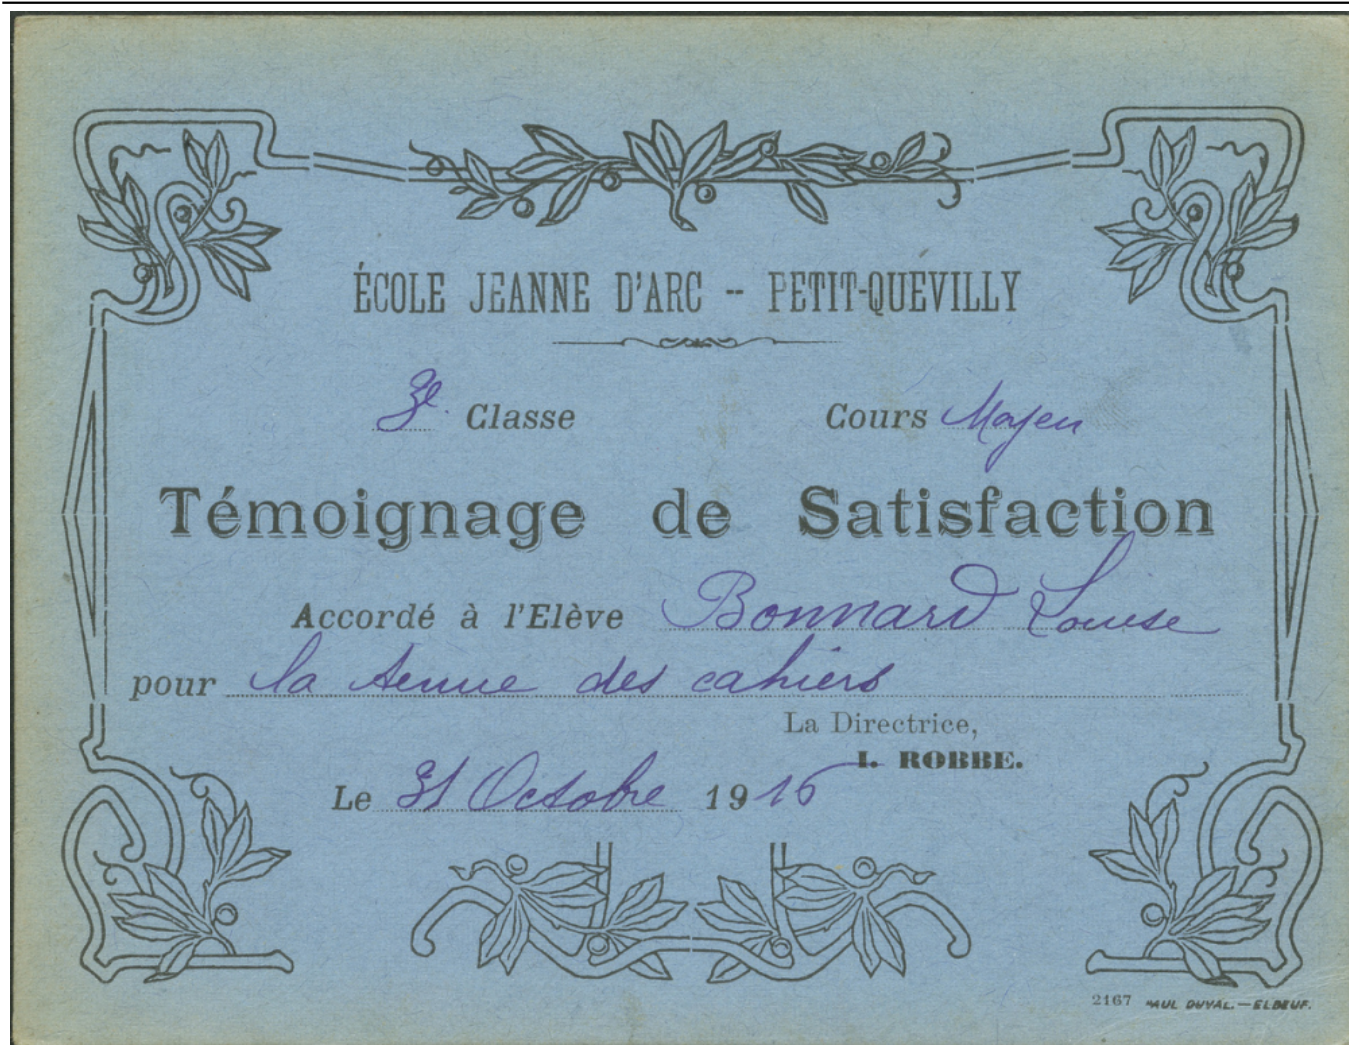 ÉCOLE JEANNE D'ARC -- PETIT-QUEVILLY
3e Classe Cours Moyen
Témoignage de Satisfaction
Accordé à l'Elève Bonnard Louise
pour la tenue des cahiers
La Directrice,
I. ROBBE.
Le 31 Octobre 1916
2167 PAUL DUVAL.—ELBEUF.